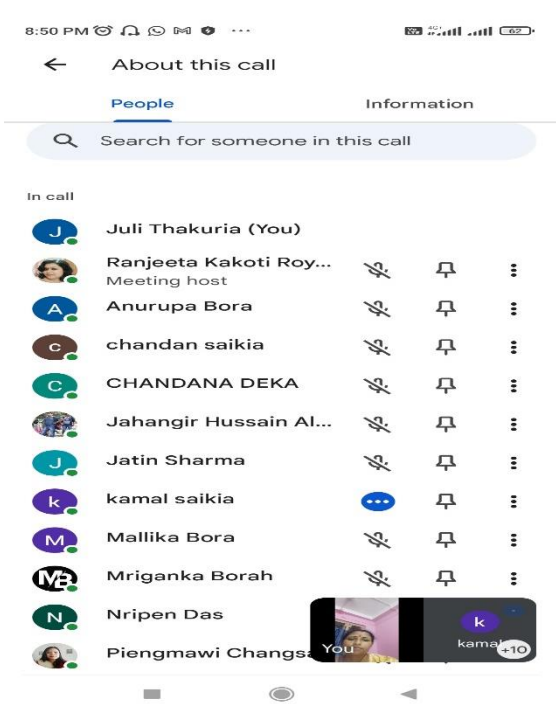 8:50 PM
62
About this call
People
Information
Search for someone in this call
In call
J
Juli Thakuria (You)
Ranjeeta Kakoti Roy...
Meeting host
A
Anurupa Bora
c
chandan saikia
C
CHANDANA DEKA
Jahangir Hussain Al...
J
Jatin Sharma
k
kamal saikia
M
Mallika Bora
MB
Mriganka Borah
N
Nripen Das
Piengmawi Changsa
You
k
kamal
+10